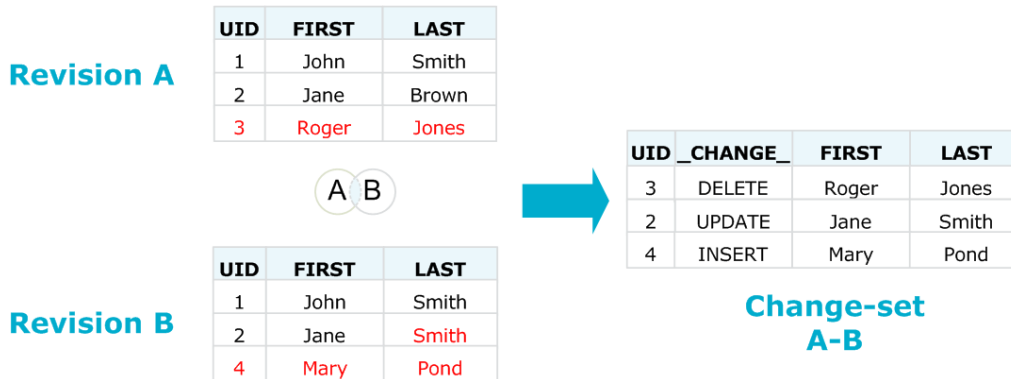 Revision A
UID FIRST LAST
1 John Smith
2 Jane Brown
3 Roger Jones
A B
Revision B
UID FIRST LAST
1 John Smith
2 Jane Smith
4 Mary Pond
UID _CHANGE_ FIRST LAST
3 DELETE Roger Jones
2 UPDATE Jane Smith
4 INSERT Mary Pond
Change-set
A-B